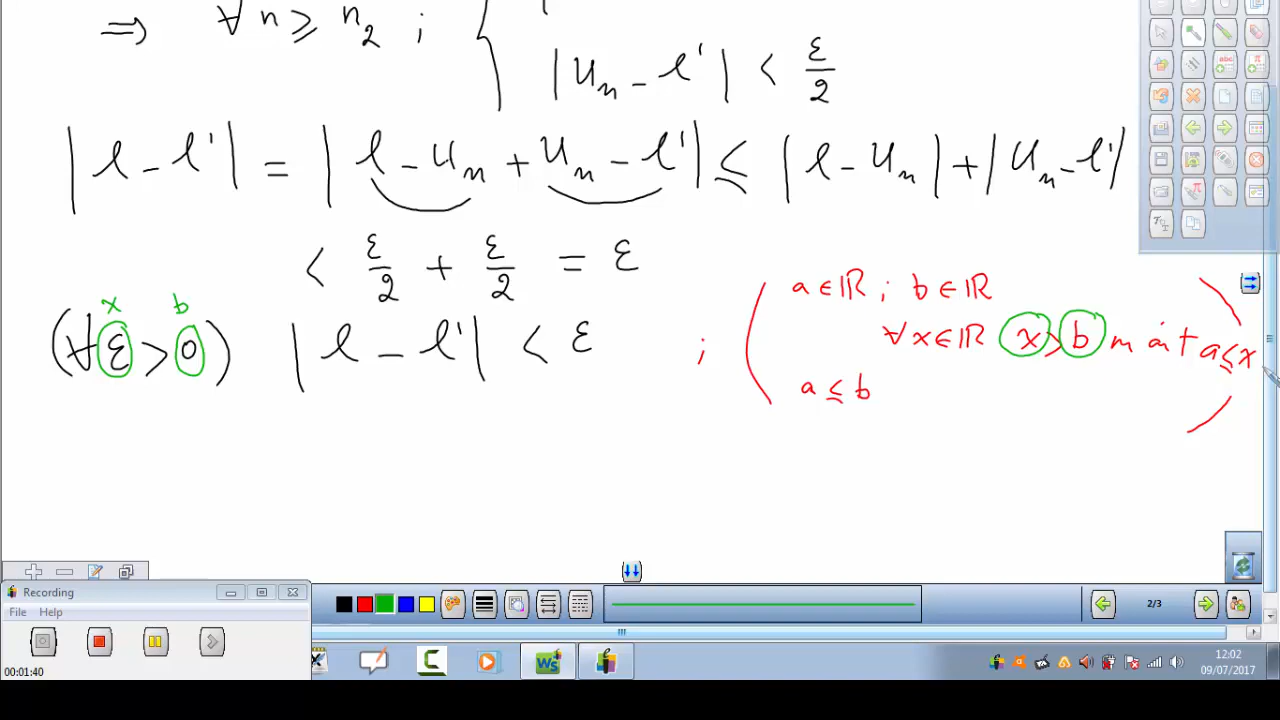 ⇒ ∀ n ≥ n₂ ;
|uₙ - l'| < ε/2
|l - l'| = |l - uₙ + uₙ - l'| ≤ |l - uₙ| + |uₙ - l'|
< ε/2 + ε/2 = ε
x b
(∀ ε > 0) |l - l'| < ε ;
a ∈ ℝ ; b ∈ ℝ
∀x ∈ ℝ x > b m ait a ≤ x
a ≤ b
Recording
File Help
00:01:40
2/3
12:02
09/07/2017